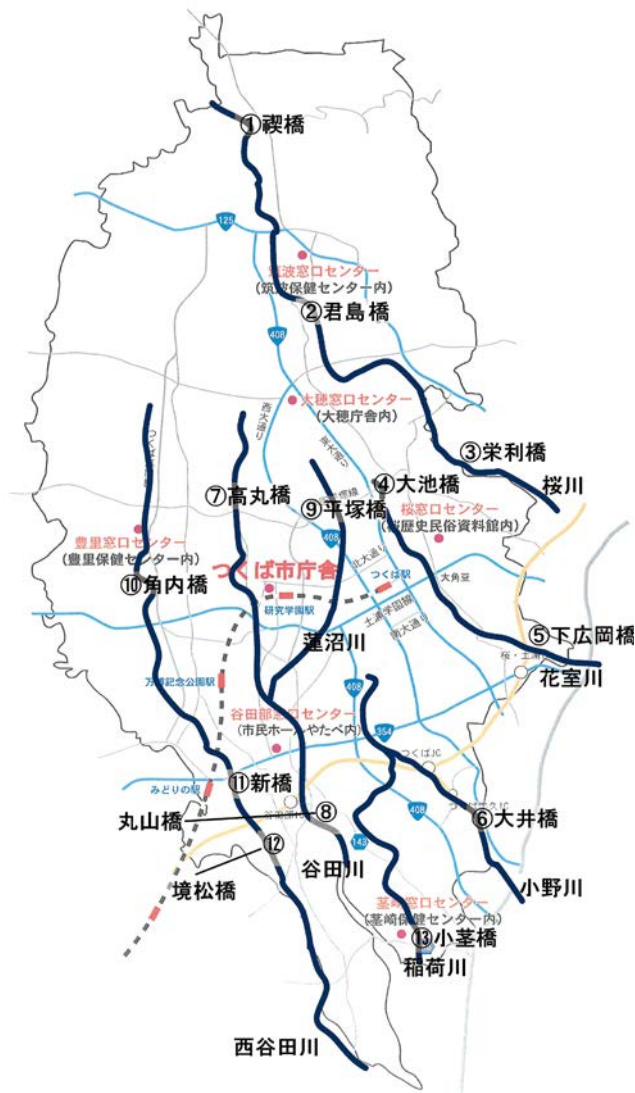 ①禊橋
125
筑波窓口センター
(筑波保健センター内)
②君島橋
408
大穂窓口センター
(大穂庁舎内)
西大通り
東大通り
③栄利橋
桜川
④大池橋
⑦高丸橋
⑨平塚橋
桜窓口センター
(桜歴史民俗資料館内)
408
北大通り
豊里窓口センター
(豊里保健センター内)
つくば市庁舎
つくば駅
大角豆
⑩角内橋
研究学園駅
土浦学園線
南大通り
蓮沼川
⑤下広岡橋
花室川
万博記念公園駅
408
谷田部窓口センター
(市民ホールやたべ内)
354
つくばJC
みどりの駅
⑪新橋
丸山橋
⑧
408
⑥大井橋
⑫
143
谷田川
境松橋
小野川
茎崎窓口センター
(茎崎保健センター内)
⑬小茎橋
稲荷川
西谷田川